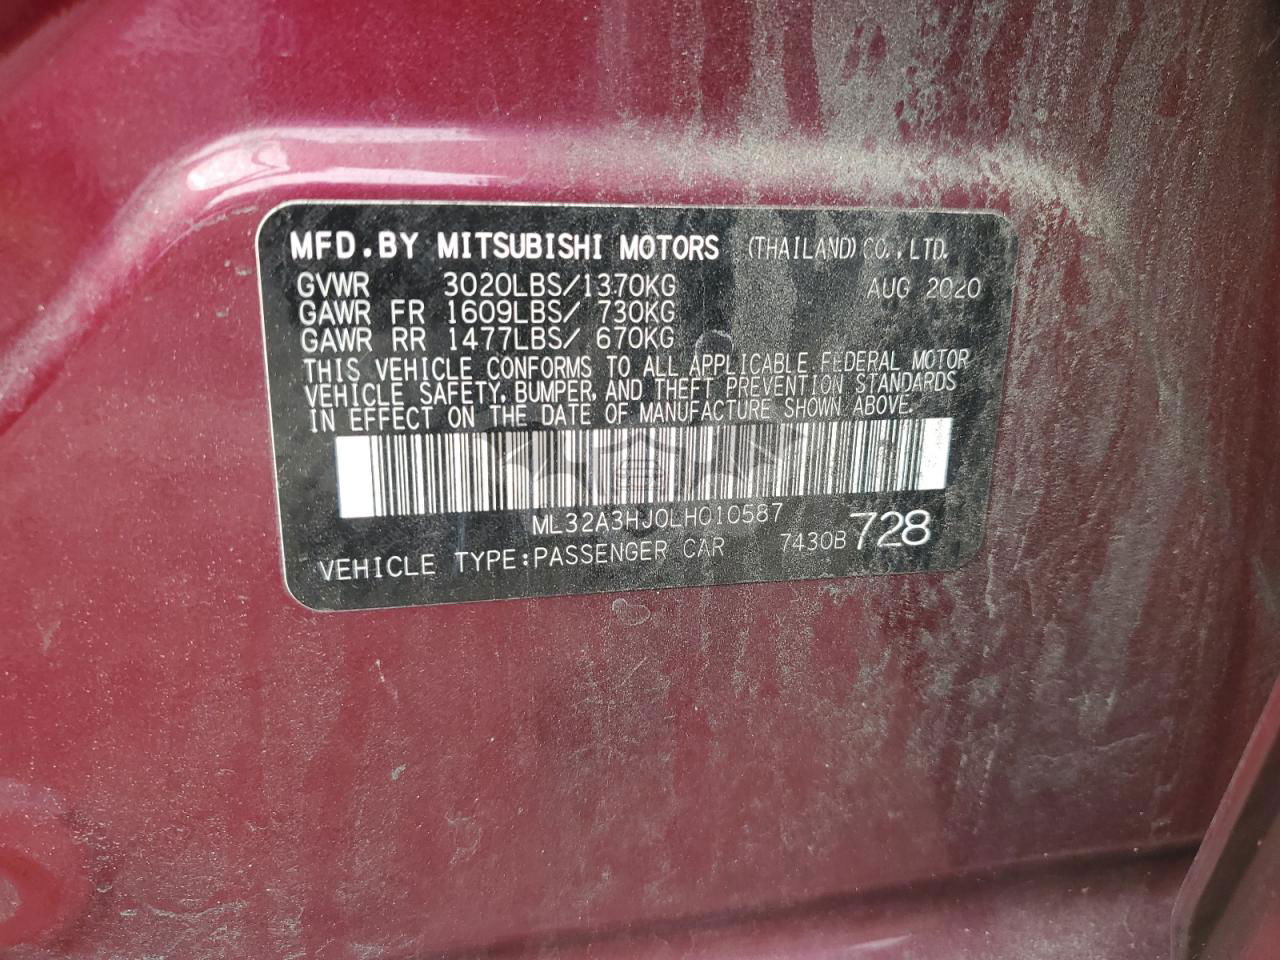 MFD.BY MITSUBISHI MOTORS (THAILAND) CO.,LTD.
GVWR 3020LBS/1370KG AUG 2020
GAWR FR 1609LBS/ 730KG
GAWR RR 1477LBS/ 670KG
THIS VEHICLE CONFORMS TO ALL APPLICABLE FEDERAL MOTOR
VEHICLE SAFETY, BUMPER, AND THEFT PREVENTION STANDARDS
IN EFFECT ON THE DATE OF MANUFACTURE SHOWN ABOVE.
ML32A3HJ0LH010587
VEHICLE TYPE:PASSENGER CAR 7430B 728